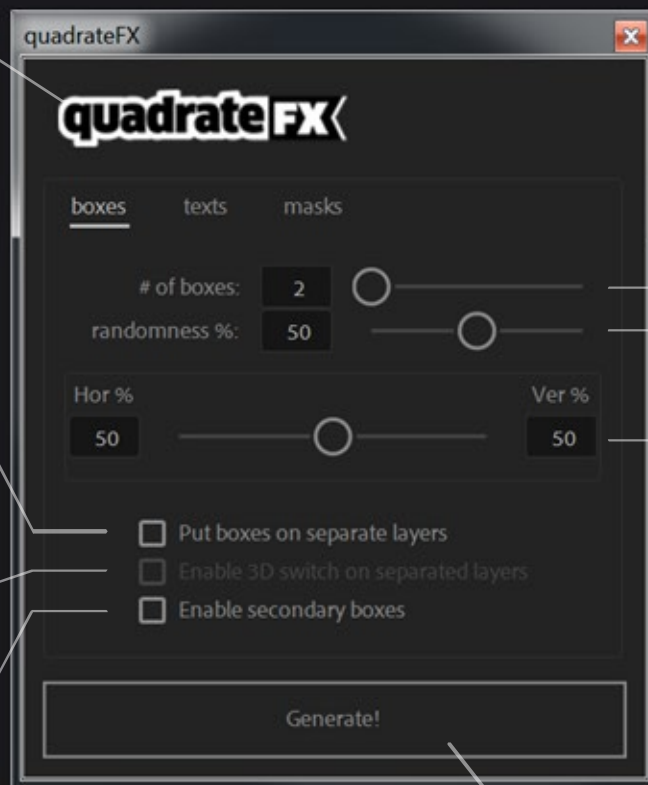 quadrateFX
quadrate FX
boxes texts masks
# of boxes: 2
randomness %: 50
Hor % Ver %
50 50
Put boxes on separate layers
Enable 3D switch on separated layers
Enable secondary boxes
Generate!